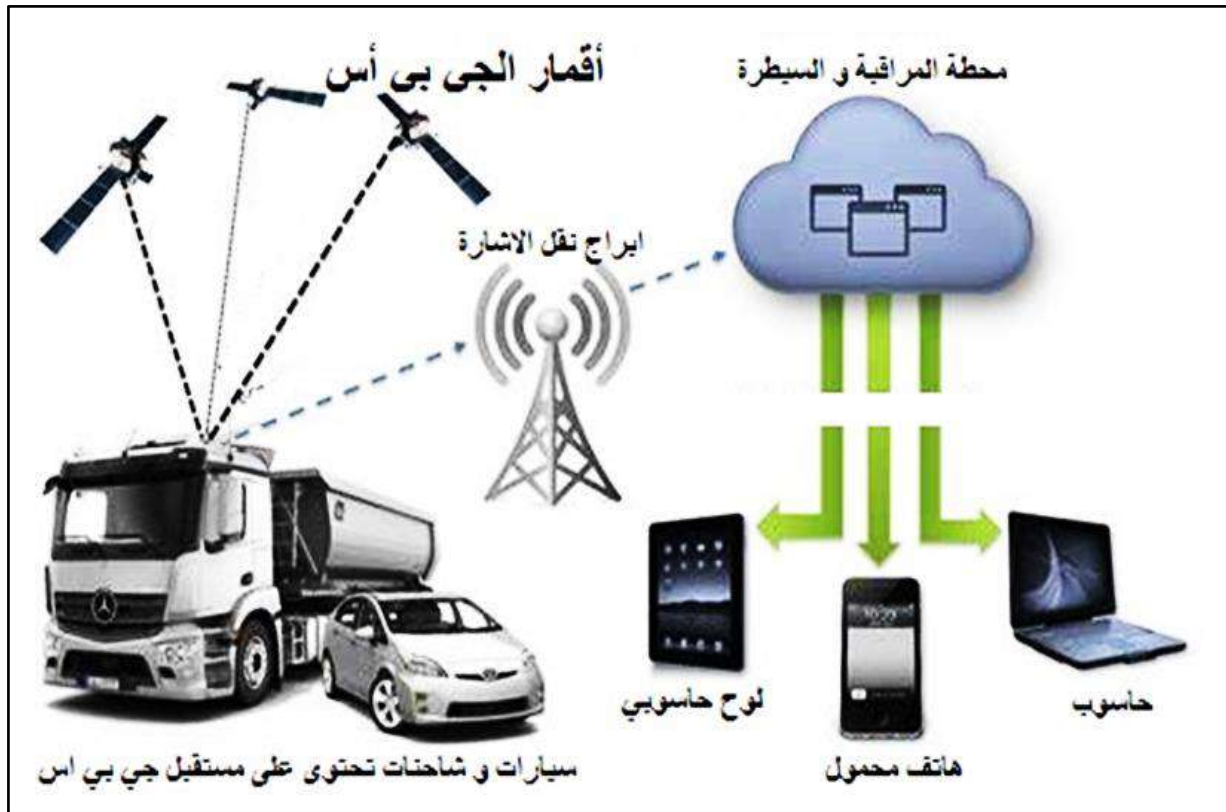 أقمار الجى بى أس
محطة المراقبة و السيطرة
ابراج نقل الاشارة
لوح حاسوبي
حاسوب
هاتف محمول
سيارات و شاحنات تحتوى على مستقبل جي بي اس